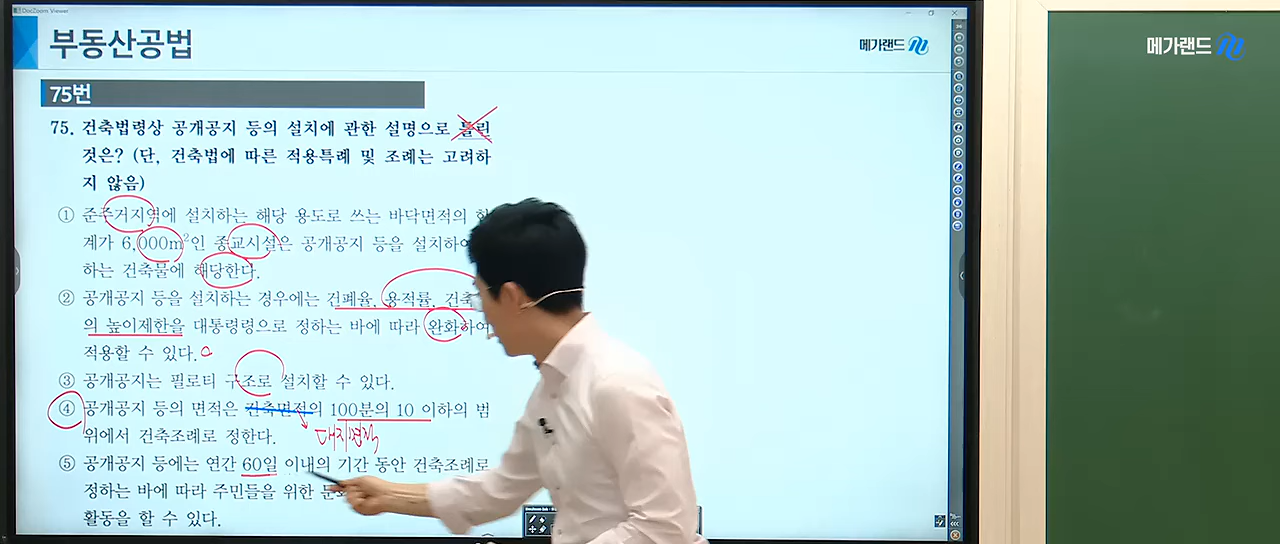 DocZoom Viewer
부동산공법
메가랜드
메가랜드
75번
75. 건축법령상 공개공지 등의 설치에 관한 설명으로 틀린
것은? (단, 건축법에 따른 적용특례 및 조례는 고려하
지 않음)
① 준주거지역에 설치하는 해당 용도로 쓰는 바닥면적의 합
계가 6,000m²인 종교시설은 공개공지 등을 설치하여
하는 건축물에 해당한다.
② 공개공지 등을 설치하는 경우에는 건폐율, 용적률, 건축
의 높이제한을 대통령령으로 정하는 바에 따라 완화하여
적용할 수 있다.
③ 공개공지는 필로티 구조로 설치할 수 있다.
④ 공개공지 등의 면적은 건축면적의 100분의 10 이하의 범
위에서 건축조례로 정한다.
대지면적
⑤ 공개공지 등에는 연간 60일 이내의 기간 동안 건축조례로
정하는 바에 따라 주민들을 위한
활동을 할 수 있다.